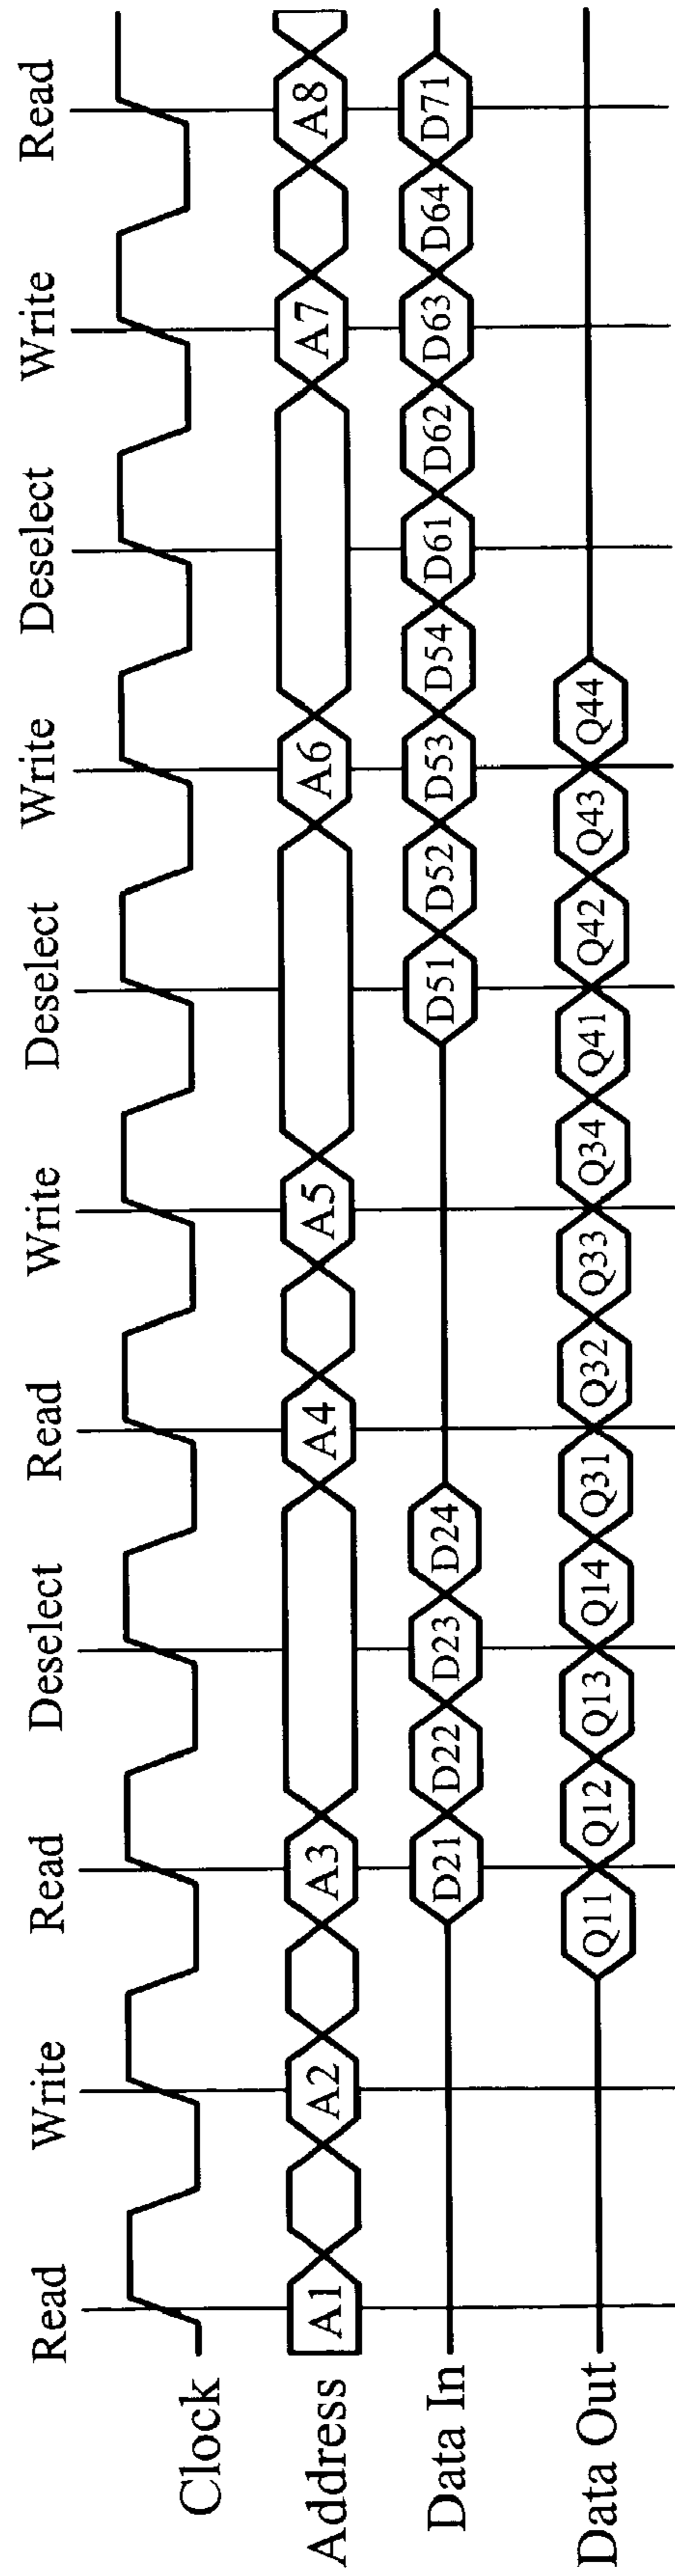 Read Write Read Deselect Read Write Deselect Write Deselect Write Read
Clock
Address A1 A2 A3 A4 A5 A6 A7 A8
Data In D21 D22 D23 D24 D51 D52 D53 D54 D61 D62 D63 D64 D71
Data Out Q11 Q12 Q13 Q14 Q31 Q32 Q33 Q34 Q41 Q42 Q43 Q44